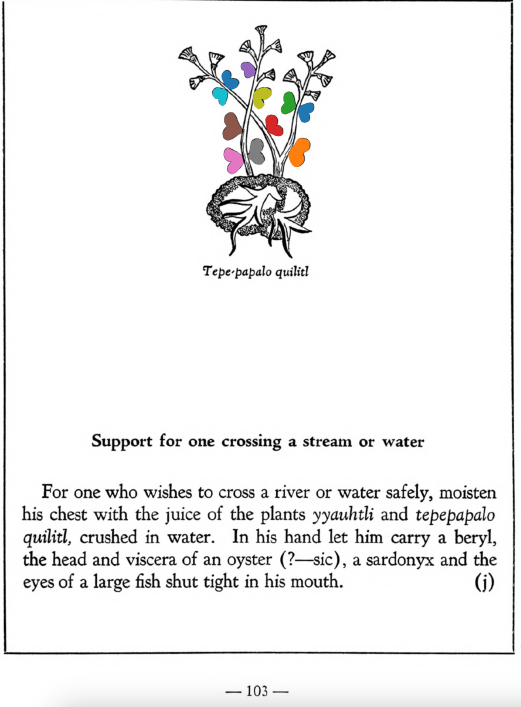 Tepe-papalo quilitl
Support for one crossing a stream or water
For one who wishes to cross a river or water safely, moisten
his chest with the juice of the plants yyauhtli and tepepapalo
quilitl, crushed in water. In his hand let him carry a beryl,
the head and viscera of an oyster (?—sic), a sardonyx and the
eyes of a large fish shut tight in his mouth. (j)
— 103 —